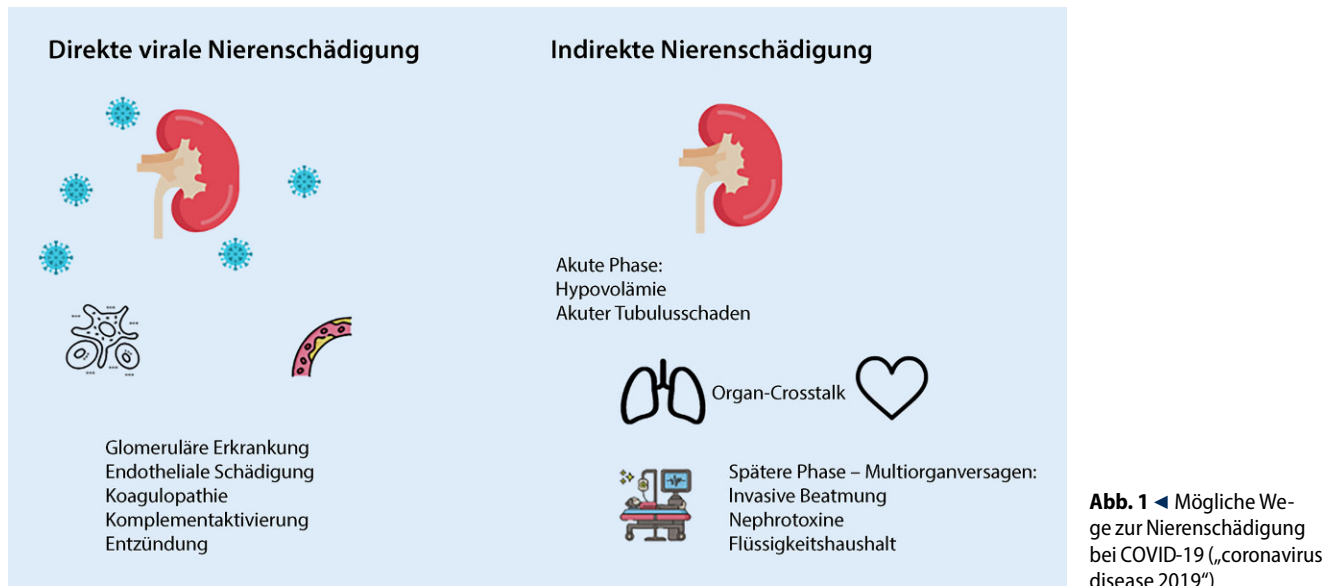 Direkte virale Nierenschädigung
Glomeruläre Erkrankung
Endotheliale Schädigung
Koagulopathie
Komplementaktivierung
Entzündung
Indirekte Nierenschädigung
Akute Phase:
Hypovolämie
Akuter Tubulusschaden
Organ-Crosstalk
Spätere Phase – Multiorganversagen:
Invasive Beatmung
Nephrotoxine
Flüssigkeitshaushalt
Abb. 1 ◄ Mögliche We-
ge zur Nierenschädigung
bei COVID-19 („coronavirus
disease 2019“)